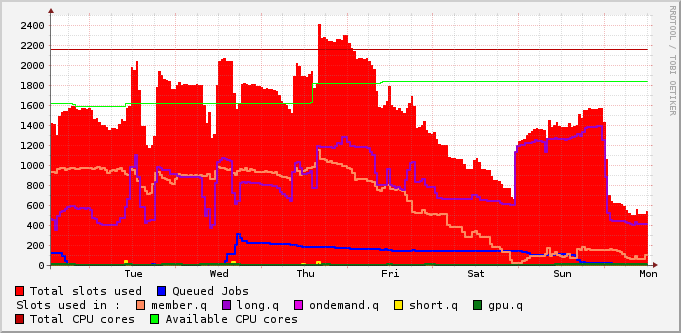 RRDTOOL / TOBI OETIKER
2400
2200
2000
1800
1600
1400
1200
1000
800
600
400
200
0
Tue Wed Thu Fri Sat Sun Mon
Total slots used Queued Jobs
Slots used in : member.q long.q ondemand.q short.q gpu.q
Total CPU cores Available CPU cores